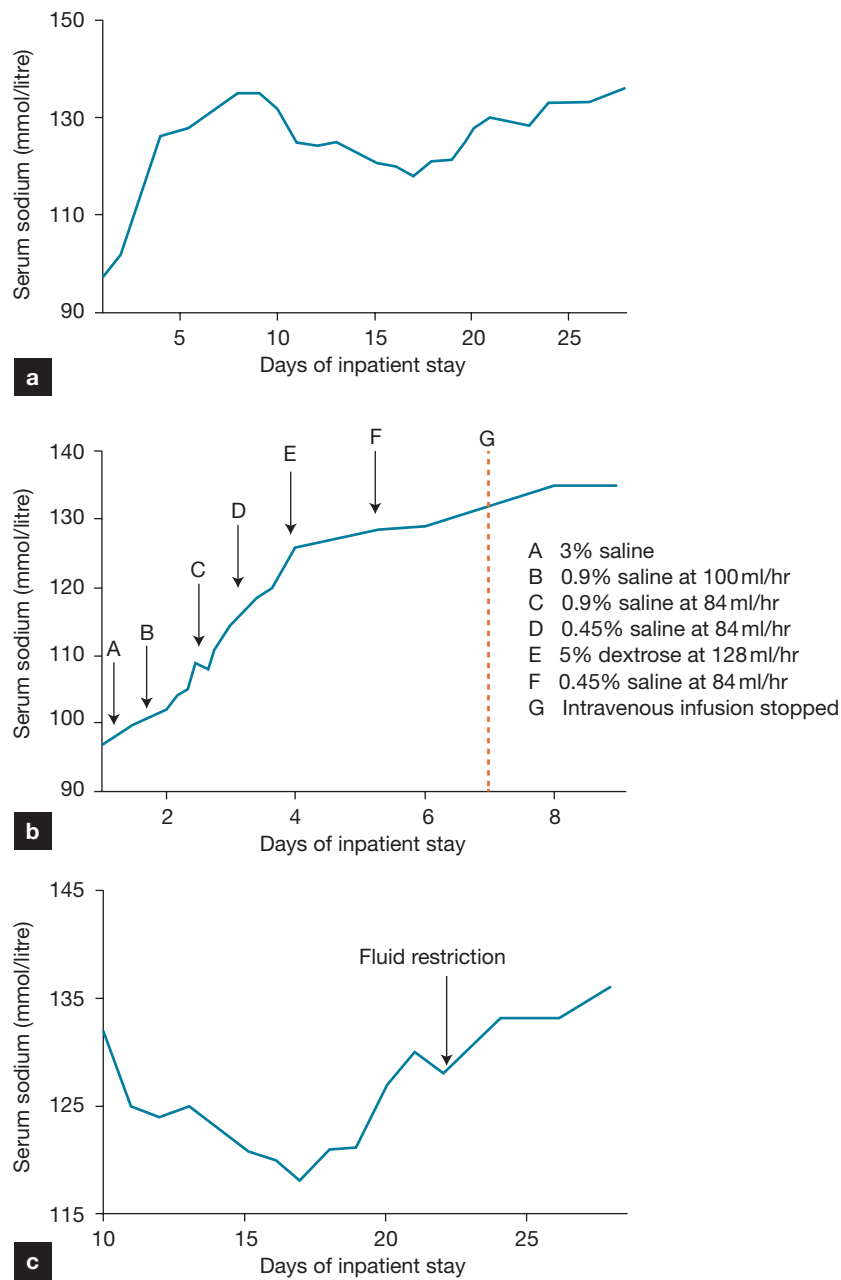 150
130
110
90
Serum sodium (mmol/litre)
5
10
15
20
25
Days of inpatient stay
a
140
130
120
110
100
90
Serum sodium (mmol/litre)
A
B
C
D
E
F
G
A 3% saline
B 0.9% saline at 100 ml/hr
C 0.9% saline at 84 ml/hr
D 0.45% saline at 84 ml/hr
E 5% dextrose at 128 ml/hr
F 0.45% saline at 84 ml/hr
G Intravenous infusion stopped
2
4
6
8
Days of inpatient stay
b
145
135
125
115
Serum sodium (mmol/litre)
Fluid restriction
10
15
20
25
Days of inpatient stay
c